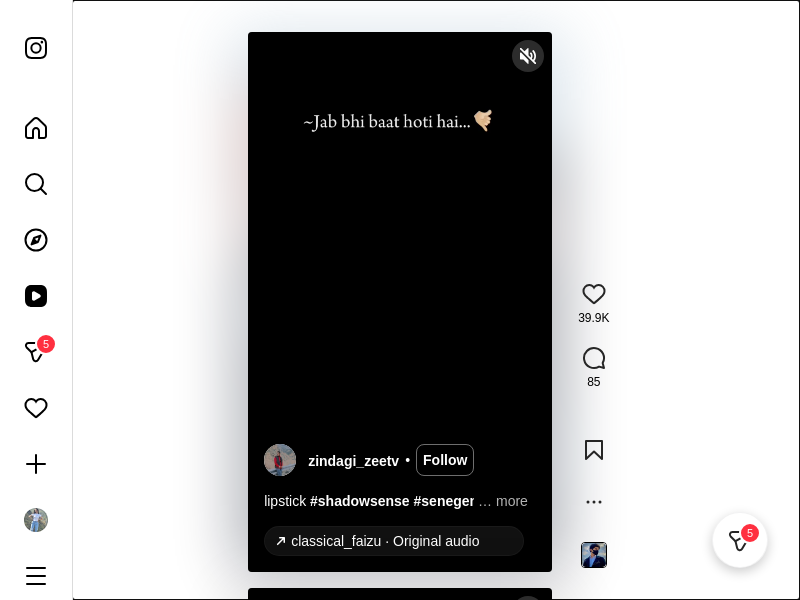 ~Jab bhi baat hoti hai...🤙🏼
5
39.9K
85
zindagi_zeetv • Follow
lipstick #shadowsense #seneger … more
classical_faizu · Original audio
5